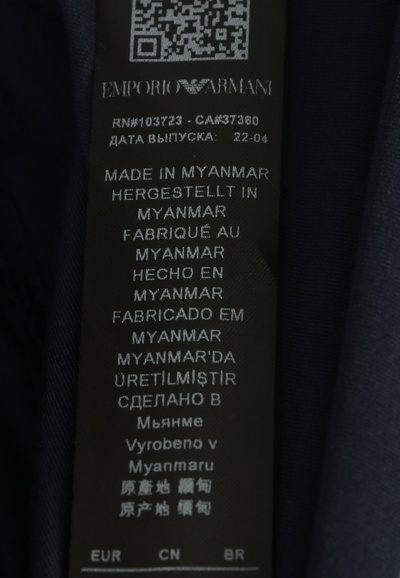 EMPORIO ARMANI
RN#103723 - CA#37360
ДАТА ВЫПУСКА: 22-04
MADE IN MYANMAR
HERGESTELLT IN
MYANMAR
FABRIQUÉ AU
MYANMAR
HECHO EN
MYANMAR
FABRICADO EM
MYANMAR
MYANMAR'DA
ÜRETİLMİŞTİR
СДЕЛАНО В
Мьянме
Vyrobeno v
Myanmaru
原產地 緬甸
原产地 缅甸
EUR CN BR